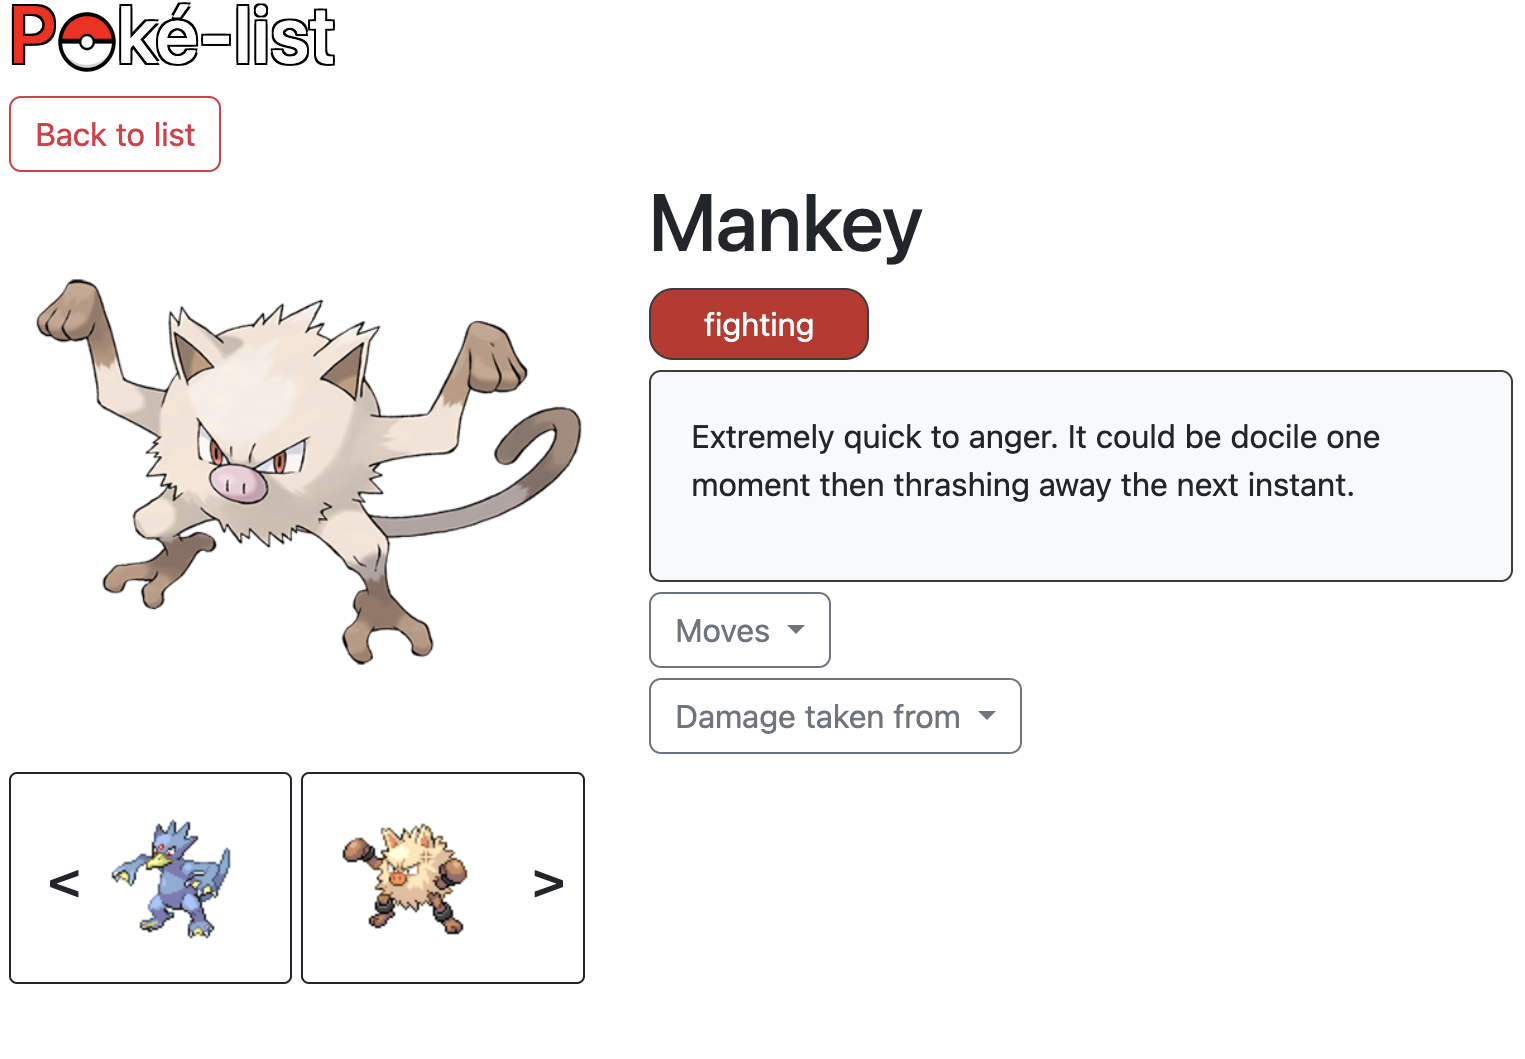 Poké-list
Back to list
Mankey
fighting
Extremely quick to anger. It could be docile one
moment then thrashing away the next instant.
Moves
Damage taken from
< >